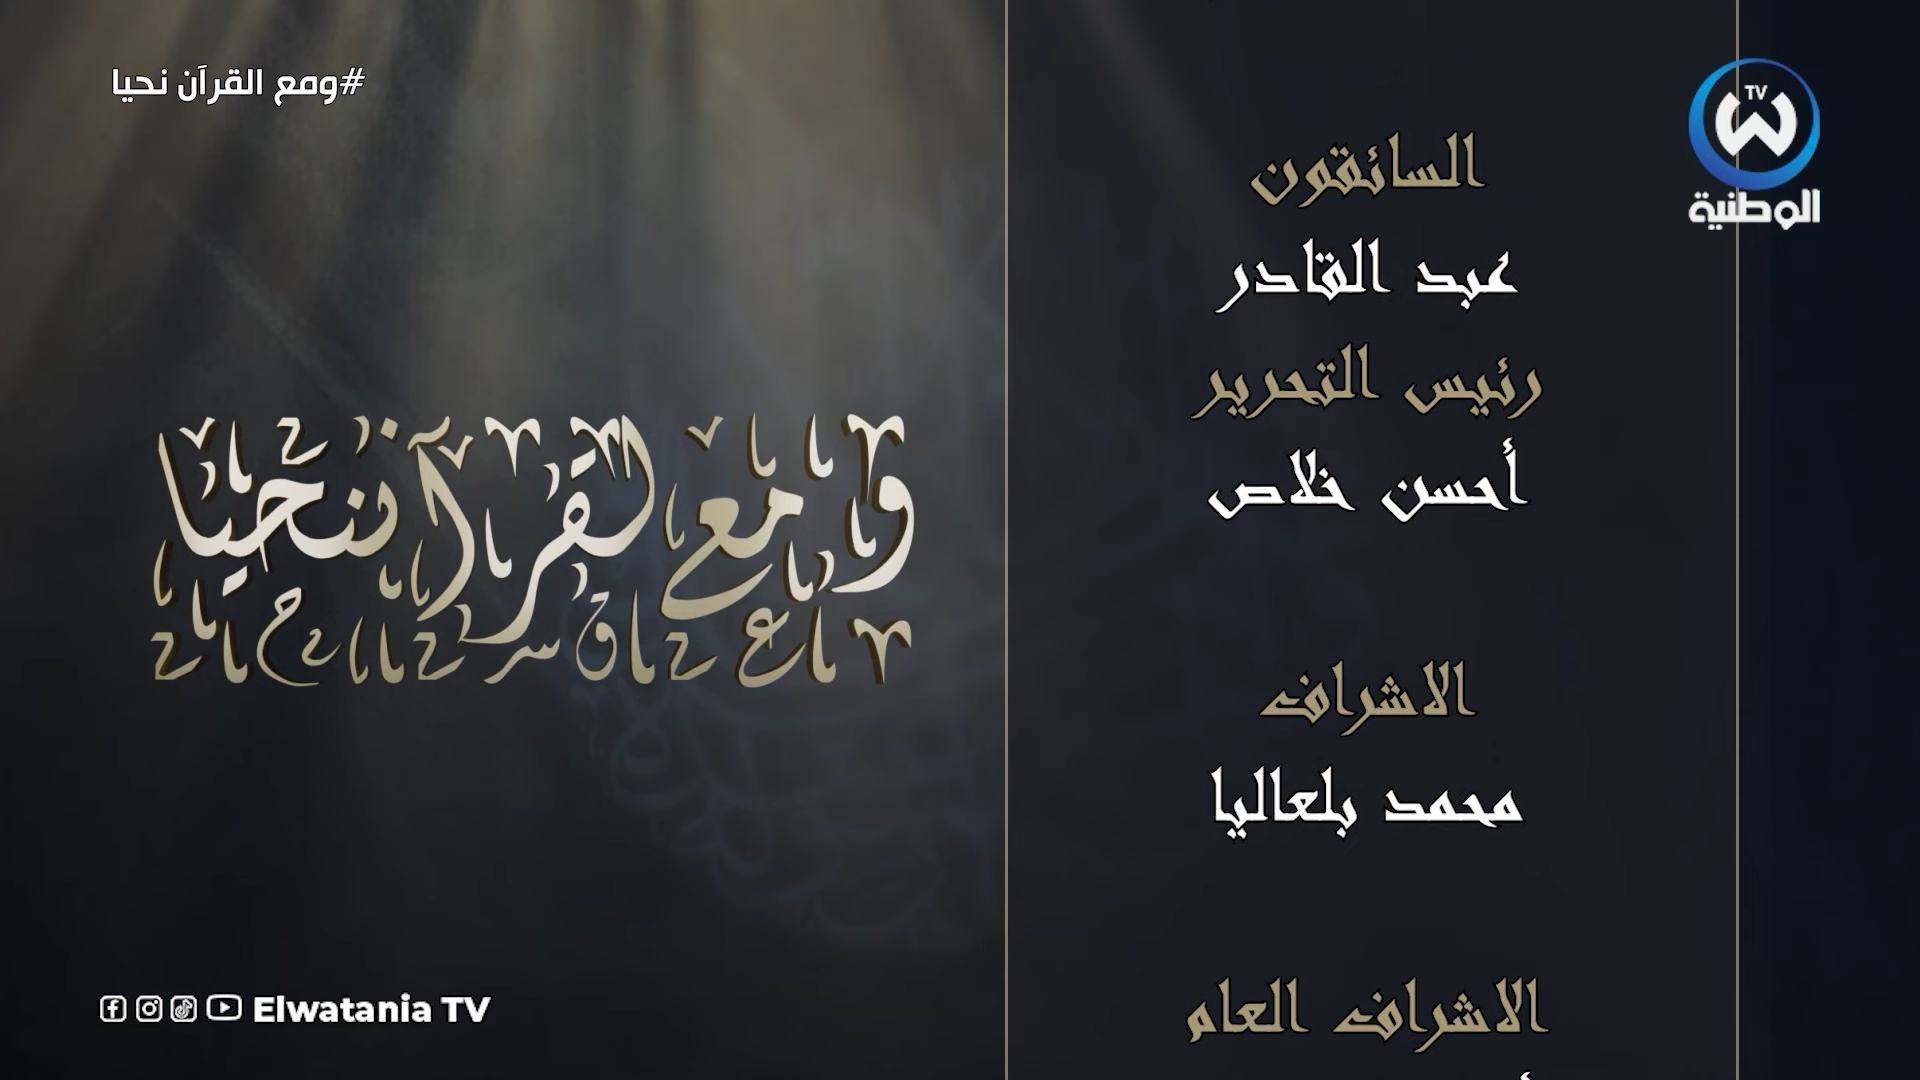 #ومع القرآن نحيا
TV
الوطنية
السائقون
عبد القادر
رئيس التحرير
أحسن خلاص
ومع القرآن نحيا
الاشراف
محمد بلعاليا
الاشراف العام
Elwatania TV